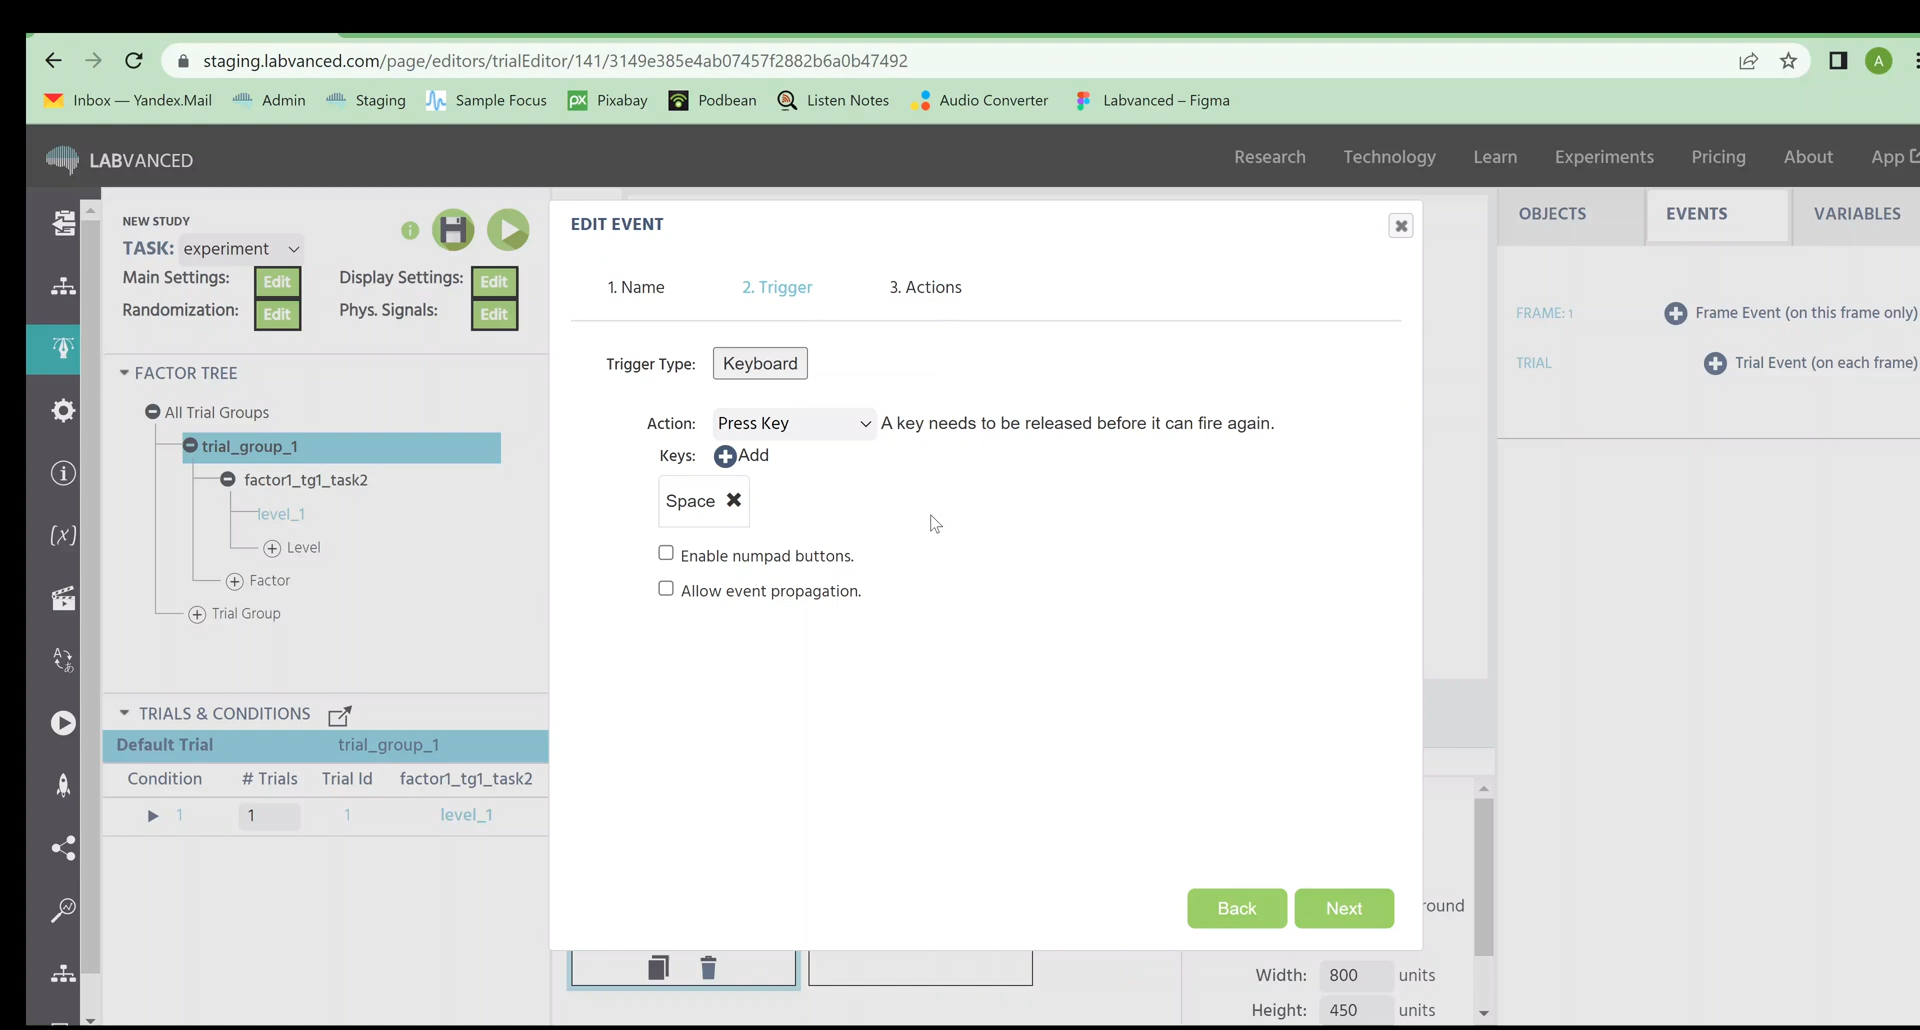 staging.labvanced.com/page/editors/trialEditor/141/3149e385e4ab07457f2882b6a0b47492
A
Inbox — Yandex.Mail Admin Staging Sample Focus px Pixabay Podbean Listen Notes Audio Converter Labvanced – Figma
LABVANCED Research Technology Learn Experiments Pricing About App
NEW STUDY
TASK: experiment
Main Settings: Edit Display Settings: Edit
Randomization: Edit Phys. Signals: Edit
FACTOR TREE
All Trial Groups
trial_group_1
factor1_tg1_task2
level_1
Level
Factor
Trial Group
TRIALS & CONDITIONS
Default Trial trial_group_1
Condition # Trials Trial Id factor1_tg1_task2
1 1 1 level_1
EDIT EVENT
1. Name 2. Trigger 3. Actions
Trigger Type: Keyboard
Action: Press Key A key needs to be released before it can fire again.
Keys: Add
Space
Enable numpad buttons.
Allow event propagation.
Back Next
OBJECTS EVENTS VARIABLES
FRAME: 1 Frame Event (on this frame only)
TRIAL Trial Event (on each frame)
round
Width: 800 units
Height: 450 units